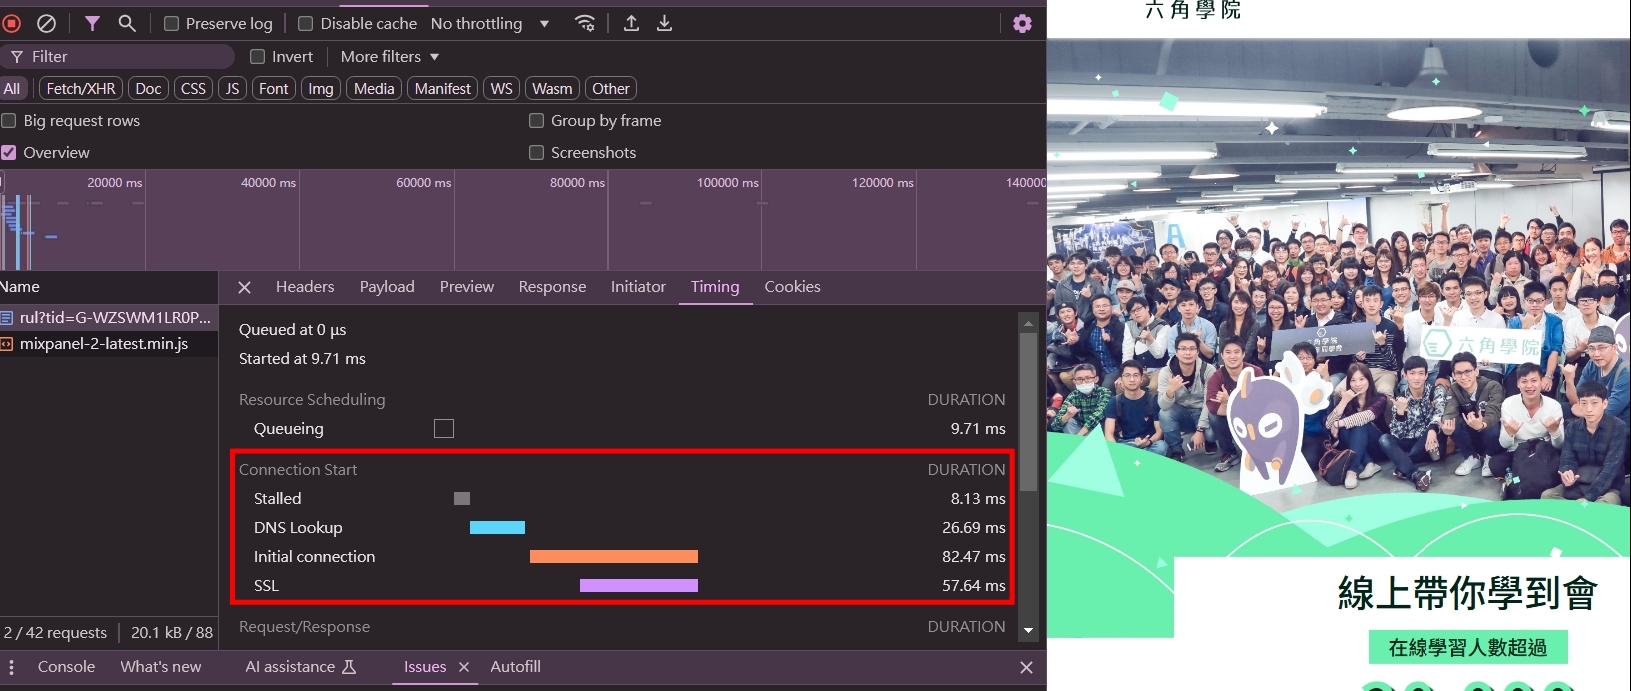 Preserve log
Disable cache
No throttling
Filter
Invert
More filters
All
Fetch/XHR
Doc
CSS
JS
Font
Img
Media
Manifest
WS
Wasm
Other
Big request rows
Group by frame
Overview
Screenshots
20000 ms
40000 ms
60000 ms
80000 ms
100000 ms
120000 ms
140000
Name
Headers
Payload
Preview
Response
Initiator
Timing
Cookies
rul?tid=G-WZSWM1LR0P...
mixpanel-2-latest.min.js
Queued at 0 µs
Started at 9.71 ms
Resource Scheduling
DURATION
Queueing
9.71 ms
Connection Start
DURATION
Stalled
8.13 ms
DNS Lookup
26.69 ms
Initial connection
82.47 ms
SSL
57.64 ms
Request/Response
DURATION
2 / 42 requests
20.1 kB / 88
Console
What's new
AI assistance
Issues
Autofill
六角學院
六角學院
六角學院
線上帶你學到會
在線學習人數超過